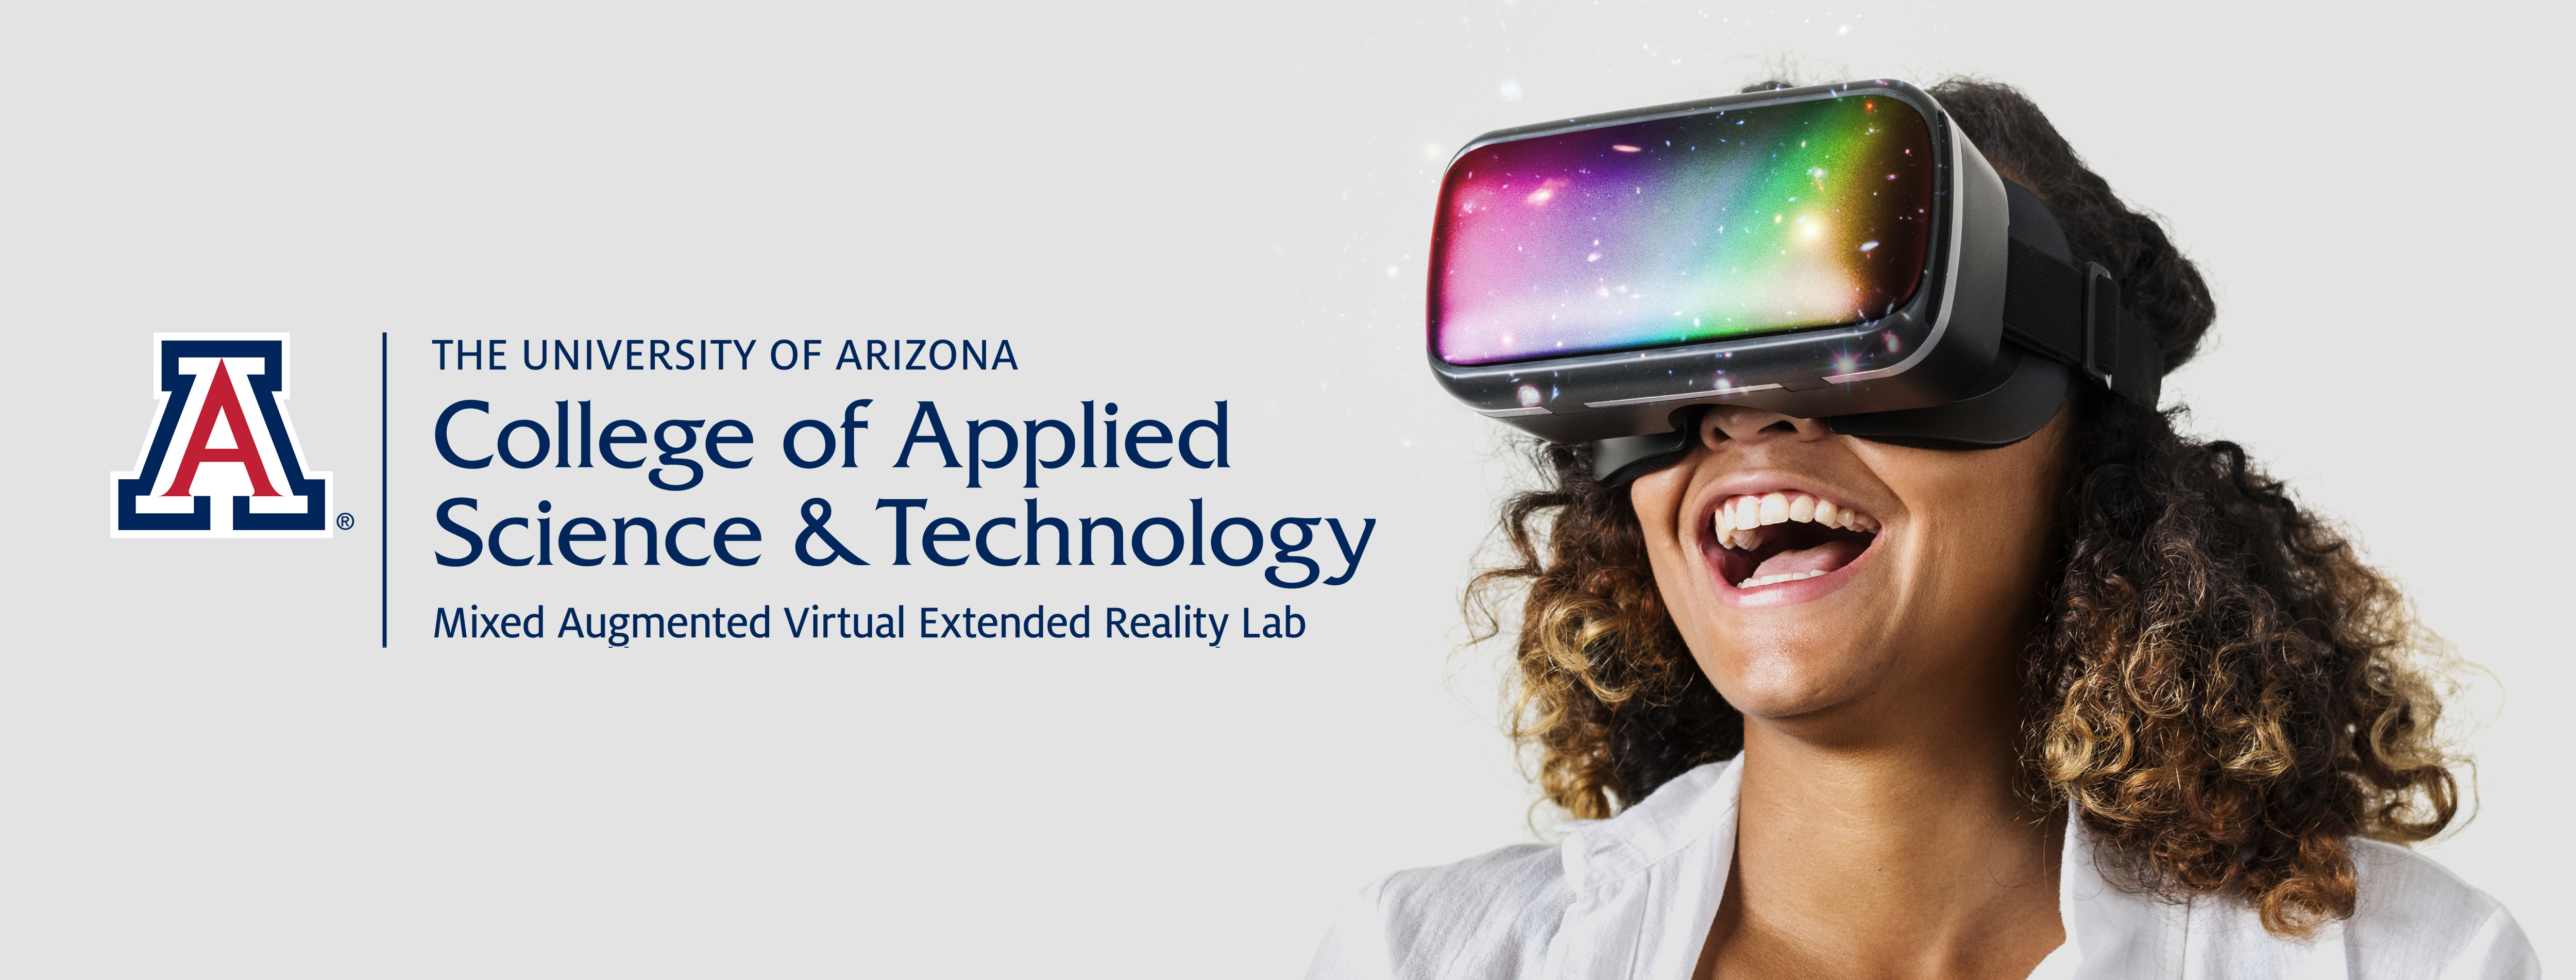 A®
THE UNIVERSITY OF ARIZONA
College of Applied
Science & Technology
Mixed Augmented Virtual Extended Reality Lab